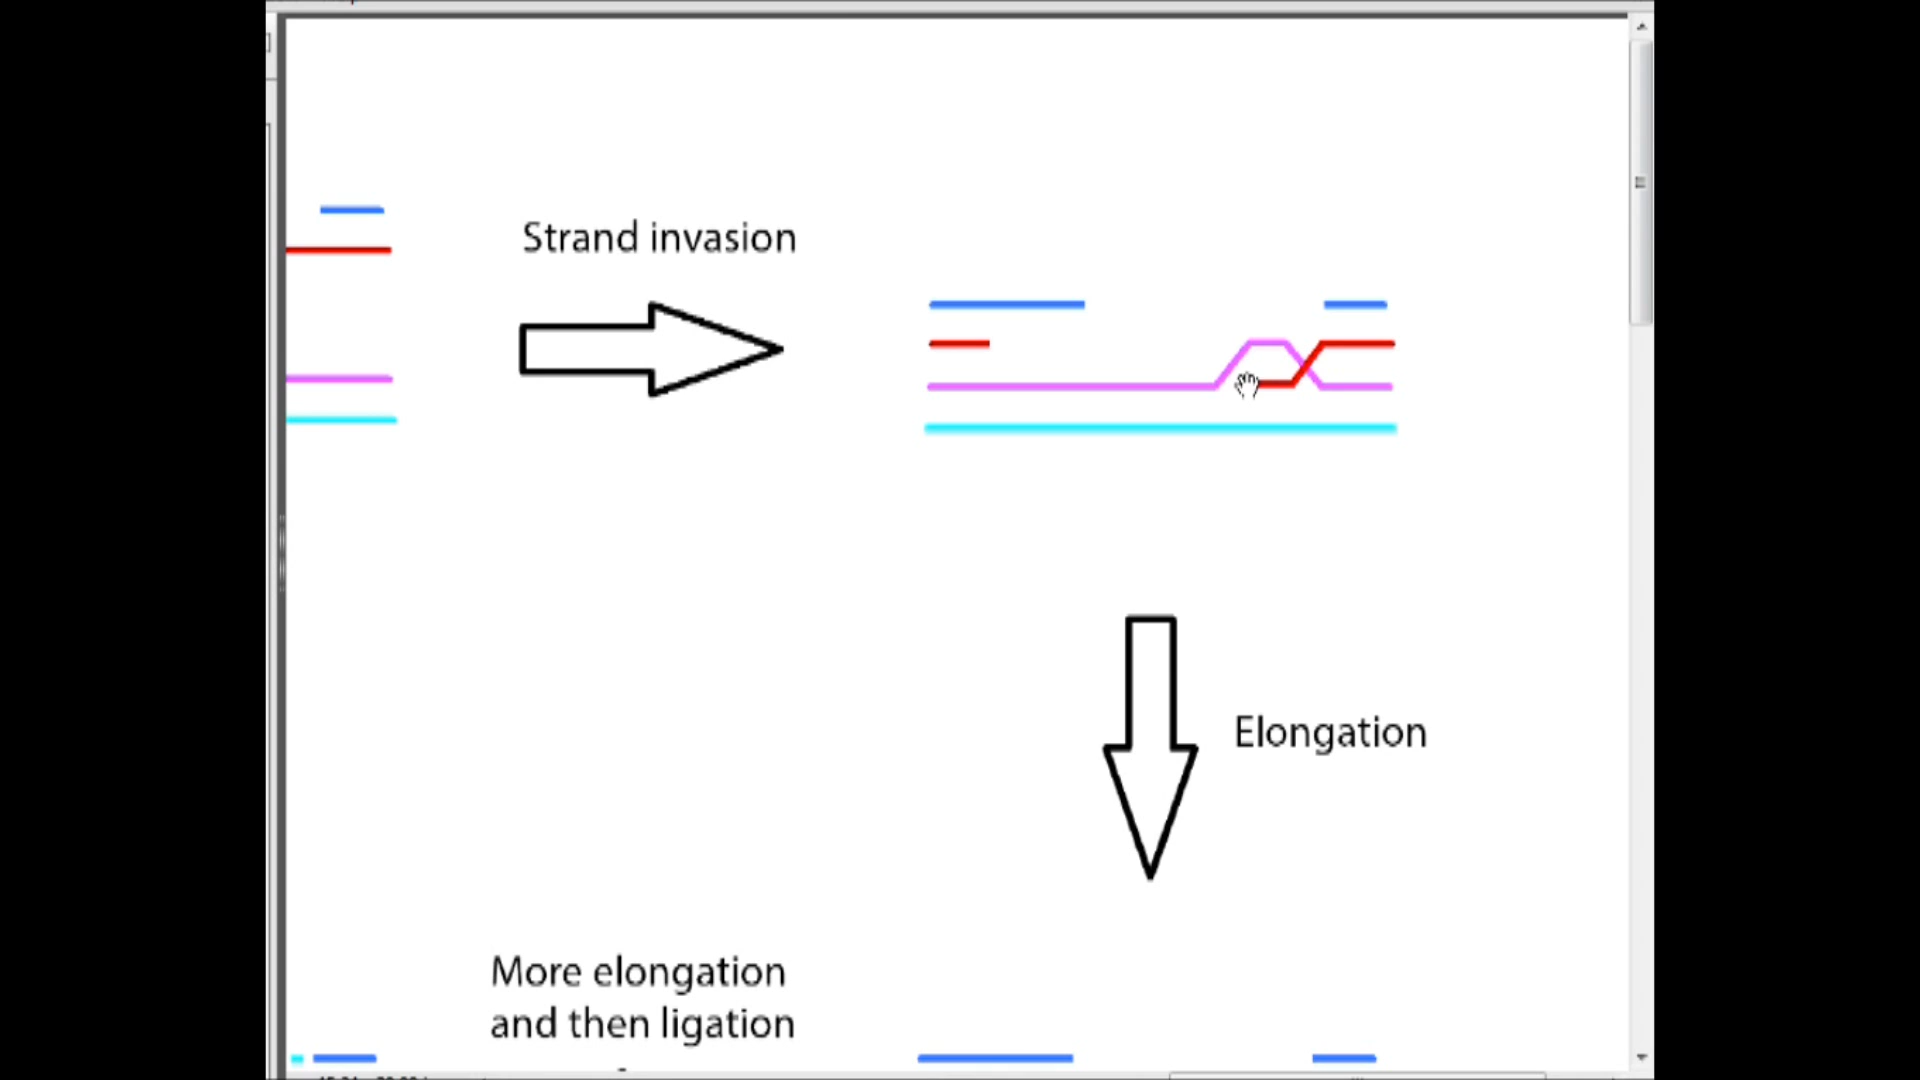 Strand invasion
Elongation
More elongation
and then ligation